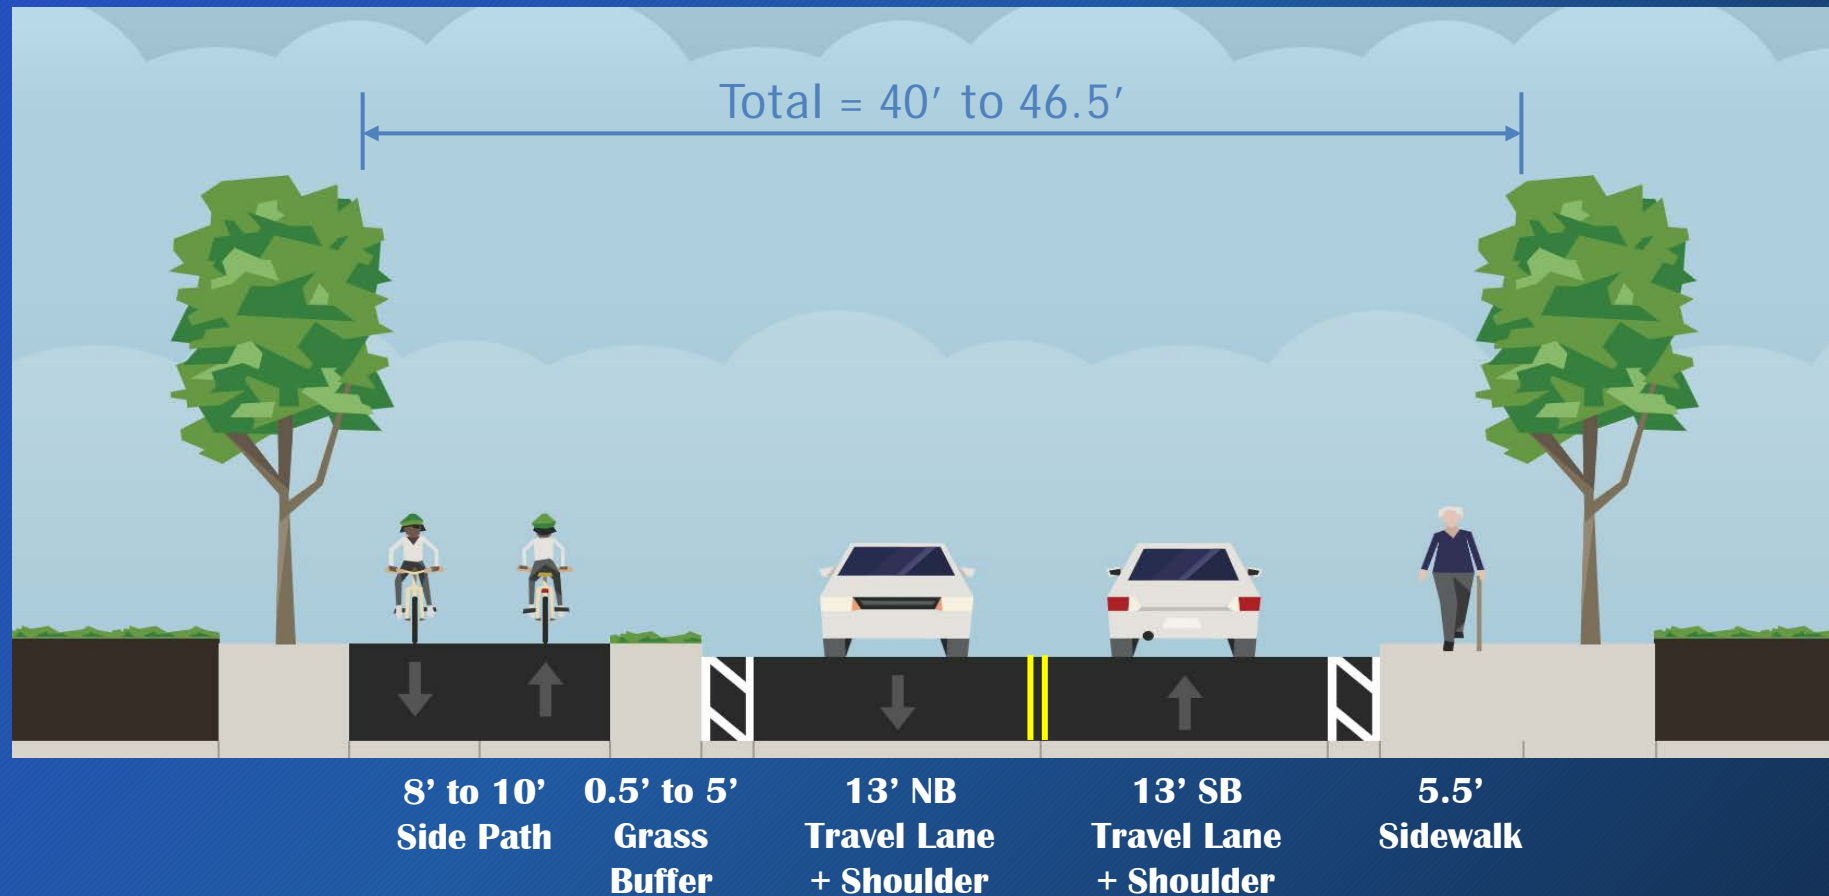 Total = 40' to 46.5'
8’ to 10’
Side Path
0.5’ to 5’
Grass
Buffer
13’ NB
Travel Lane
+ Shoulder
13’ SB
Travel Lane
+ Shoulder
5.5’
Sidewalk